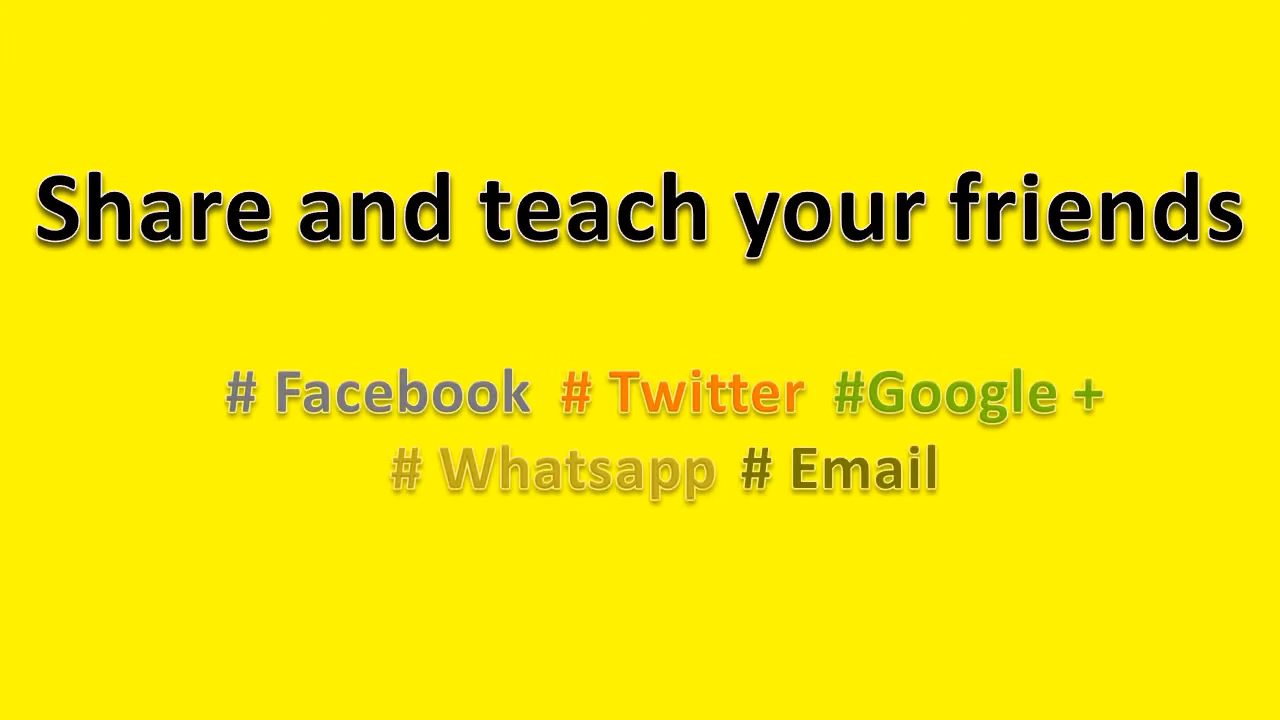 Share and teach your friends
# Facebook # Twitter #Google +
# Whatsapp # Email